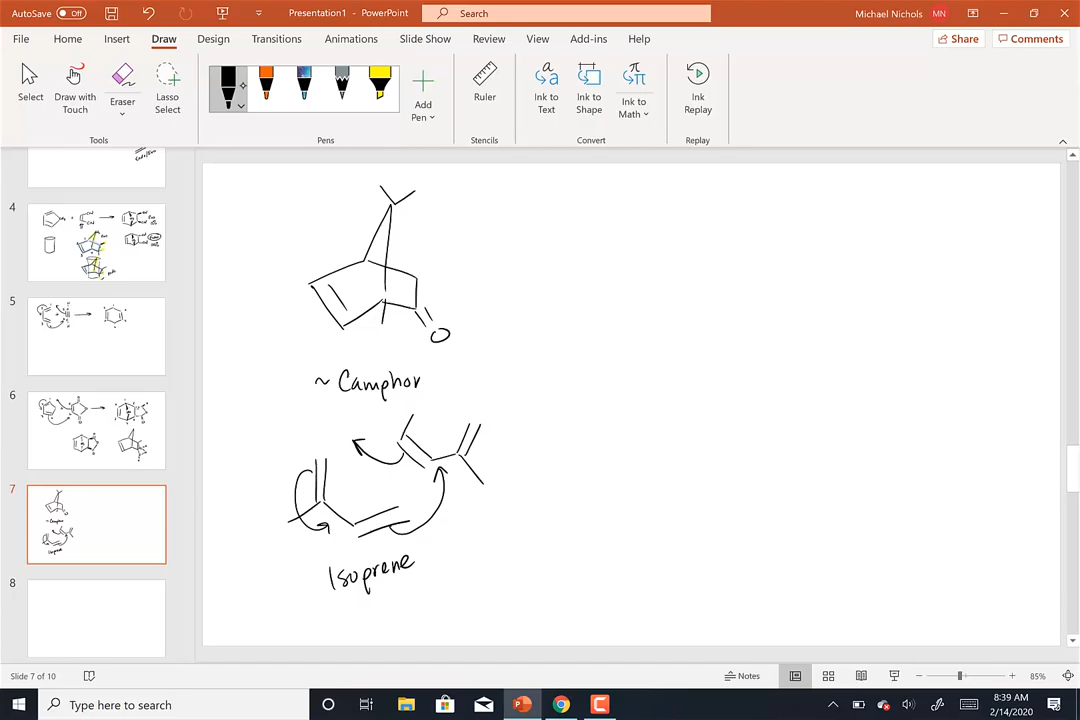 AutoSave Off Presentation1 - PowerPoint Search Michael Nichols MN
File Home Insert Draw Design Transitions Animations Slide Show Review View Add-ins Help Share Comments
Select Draw with Touch Eraser Lasso Select Add Pen Ruler Ink to Text Ink to Shape Ink to Math Ink Replay
Tools Pens Stencils Convert Replay
4
5
6
7
8
O
~ Camphor
Isoprene
Slide 7 of 10 Notes 85%
Type here to search 8:39 AM
2/14/2020